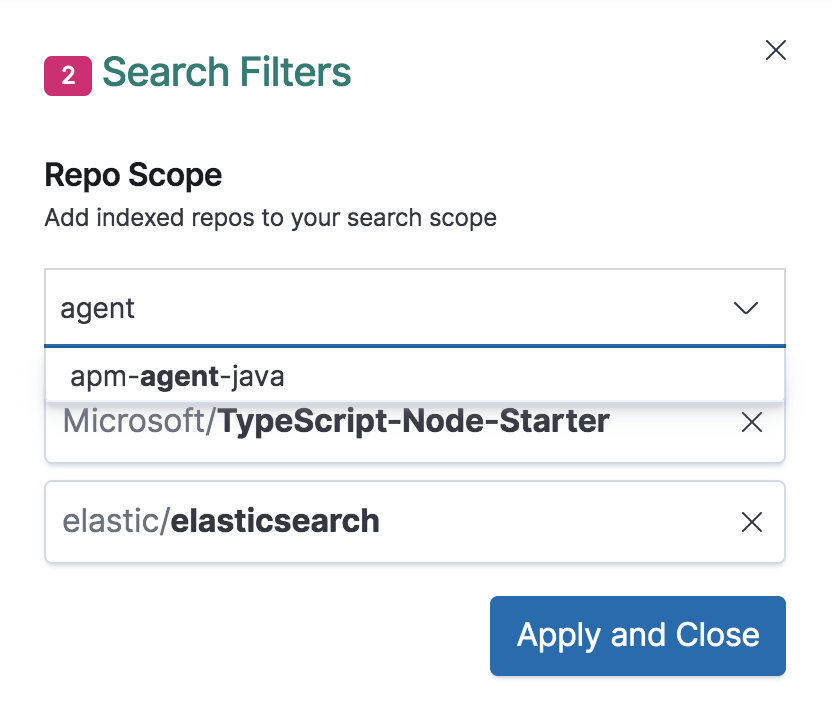 2 Search Filters
Repo Scope
Add indexed repos to your search scope
agent
apm-agent-java
Microsoft/TypeScript-Node-Starter
elastic/elasticsearch
Apply and Close